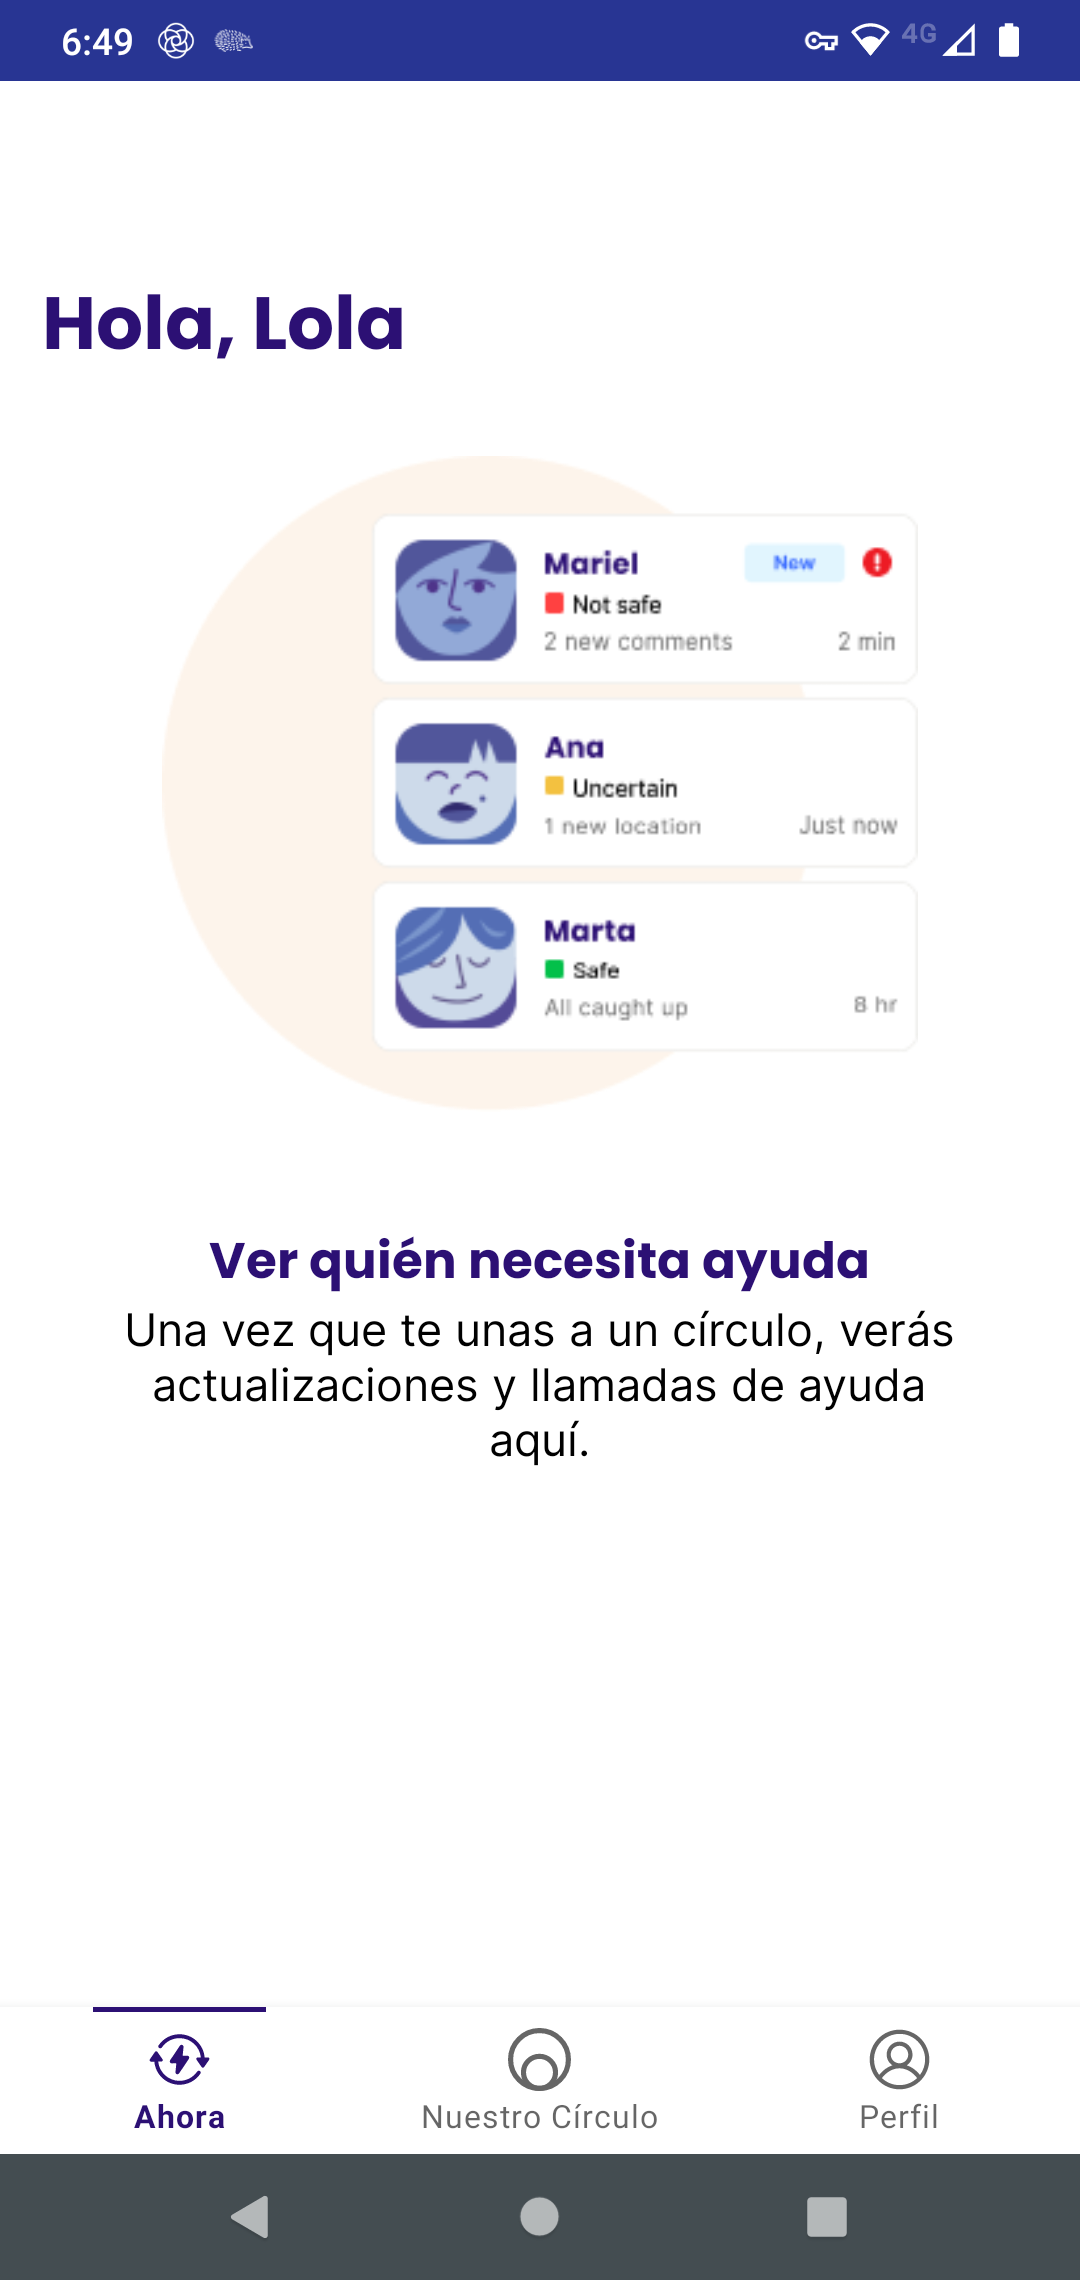 6:49
4G
Hola, Lola
Mariel
New
Not safe
2 new comments
2 min
Ana
Uncertain
1 new location
Just now
Marta
Safe
All caught up
8 hr
Ver quién necesita ayuda
Una vez que te unas a un círculo, verás
actualizaciones y llamadas de ayuda
aquí.
Ahora
Nuestro Círculo
Perfil